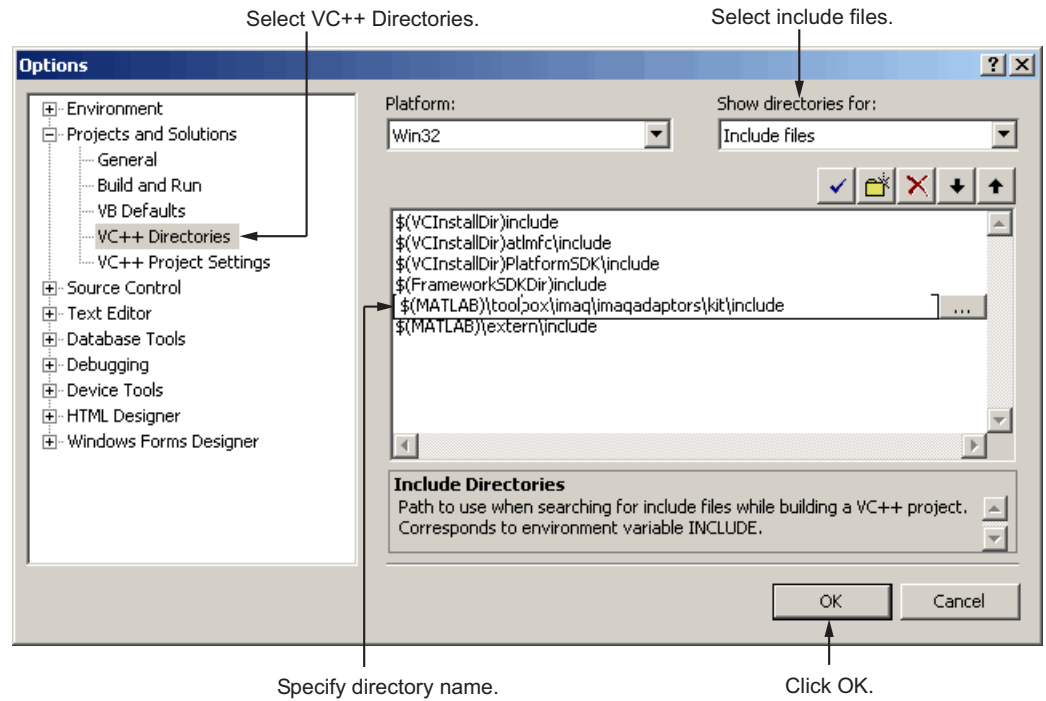 Select VC++ Directories.
Select include files.
Options
Environment
Projects and Solutions
General
Build and Run
VB Defaults
VC++ Directories
VC++ Project Settings
Source Control
Text Editor
Database Tools
Debugging
Device Tools
HTML Designer
Windows Forms Designer
Platform:
Win32
Show directories for:
Include files
$(VCInstallDir)include
$(VCInstallDir)atlmfc\include
$(VCInstallDir)PlatformSDK\include
$(FrameworkSDKDir)include
$(MATLAB)\toolbox\imaq\imaqadaptors\kit\include
...
$(MATLAB)\extern\include
Include Directories
Path to use when searching for include files while building a VC++ project.
Corresponds to environment variable INCLUDE.
OK
Cancel
Specify directory name.
Click OK.